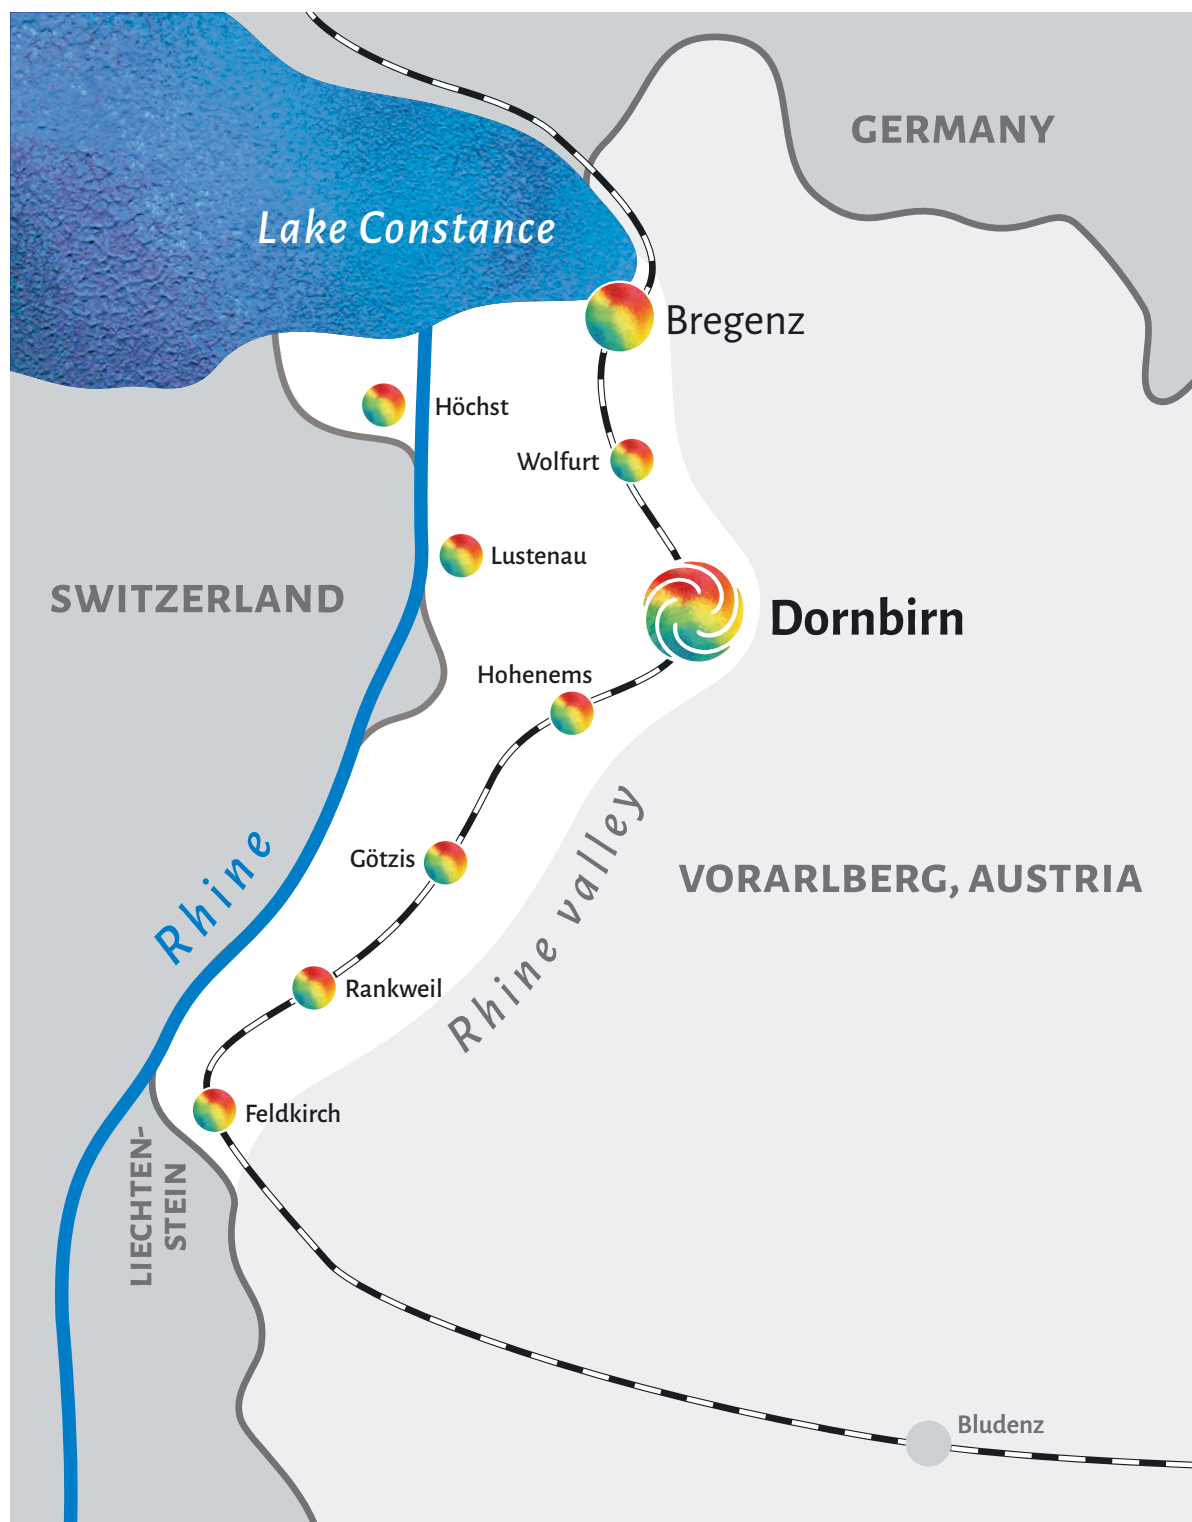 GERMANY
Lake Constance
Bregenz
Höchst
Wolfurt
Lustenau
SWITZERLAND
Dornbirn
Hohenems
Rhine
Götzis
Rhine valley
VORARLBERG, AUSTRIA
Rankweil
Feldkirch
LIECHTEN-
STEIN
Bludenz